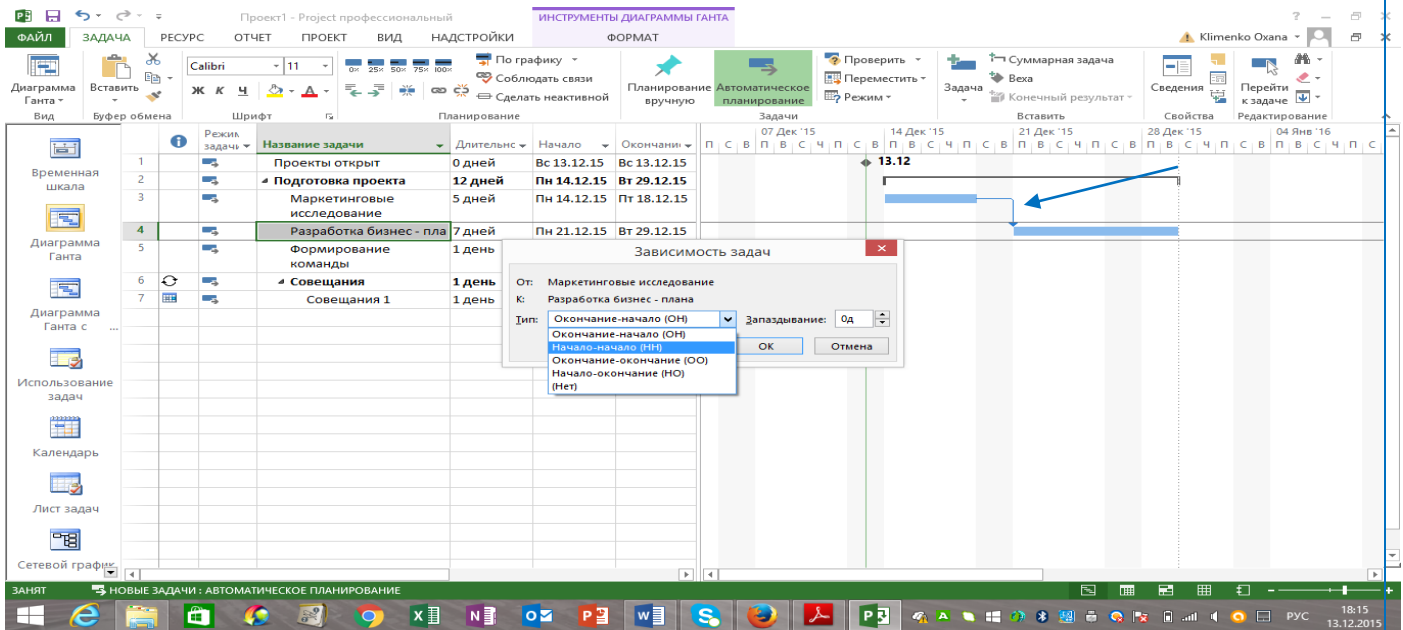 Проект1 - Project профессиональный
ИНСТРУМЕНТЫ ДИАГРАММЫ ГАНТА
?
ФАЙЛ ЗАДАЧА РЕСУРС ОТЧЕТ ПРОЕКТ ВИД НАДСТРОЙКИ ФОРМАТ Klimenko Oxana
Диаграмма Ганта
Вид
Вставить
Буфер обмена
Calibri 11
Ж К Ч
Шрифт
0× 25× 50× 75× 100×
По графику
Соблюдать связи
Сделать неактивной
Планирование
Планирование вручную
Автоматическое планирование
Проверить
Переместить
Режим
Задачи
Задача
Суммарная задача
Веха
Конечный результат
Вставить
Сведения
Свойства
Перейти к задаче
Редактирование
Режим задачи Название задачи Длительнс Начало Окончани
07 Дек '15 14 Дек '15 21 Дек '15 28 Дек '15 04 Янв '16
П С В П В С Ч П С В П В С Ч П С В П В С Ч П С В П В С Ч П С В П В С
1 Проекты открыт 0 дней Вс 13.12.15 Вс 13.12.15
13.12
2 Подготовка проекта 12 дней Пн 14.12.15 Вт 29.12.15
3 Маркетинговые исследование 5 дней Пн 14.12.15 Пт 18.12.15
4 Разработка бизнес - пла 7 дней Пн 21.12.15 Вт 29.12.15
5 Формирование команды 1 день
6 Совещания 1 день
7 Совещания 1 1 день
Временная шкала
Диаграмма Ганта
Диаграмма Ганта с ...
Использование задач
Календарь
Лист задач
Сетевой график
Зависимость задач
От: Маркетинговые исследование
К: Разработка бизнес - плана
Тип: Окончание-начало (ОН) Запаздывание: 0д
Окончание-начало (ОН)
Начало-начало (НН)
Окончание-окончание (ОО)
Начало-окончание (НО)
(Нет)
ОК Отмена
ЗАНЯТ НОВЫЕ ЗАДАЧИ : АВТОМАТИЧЕСКОЕ ПЛАНИРОВАНИЕ
РУС
18:15
13.12.2015